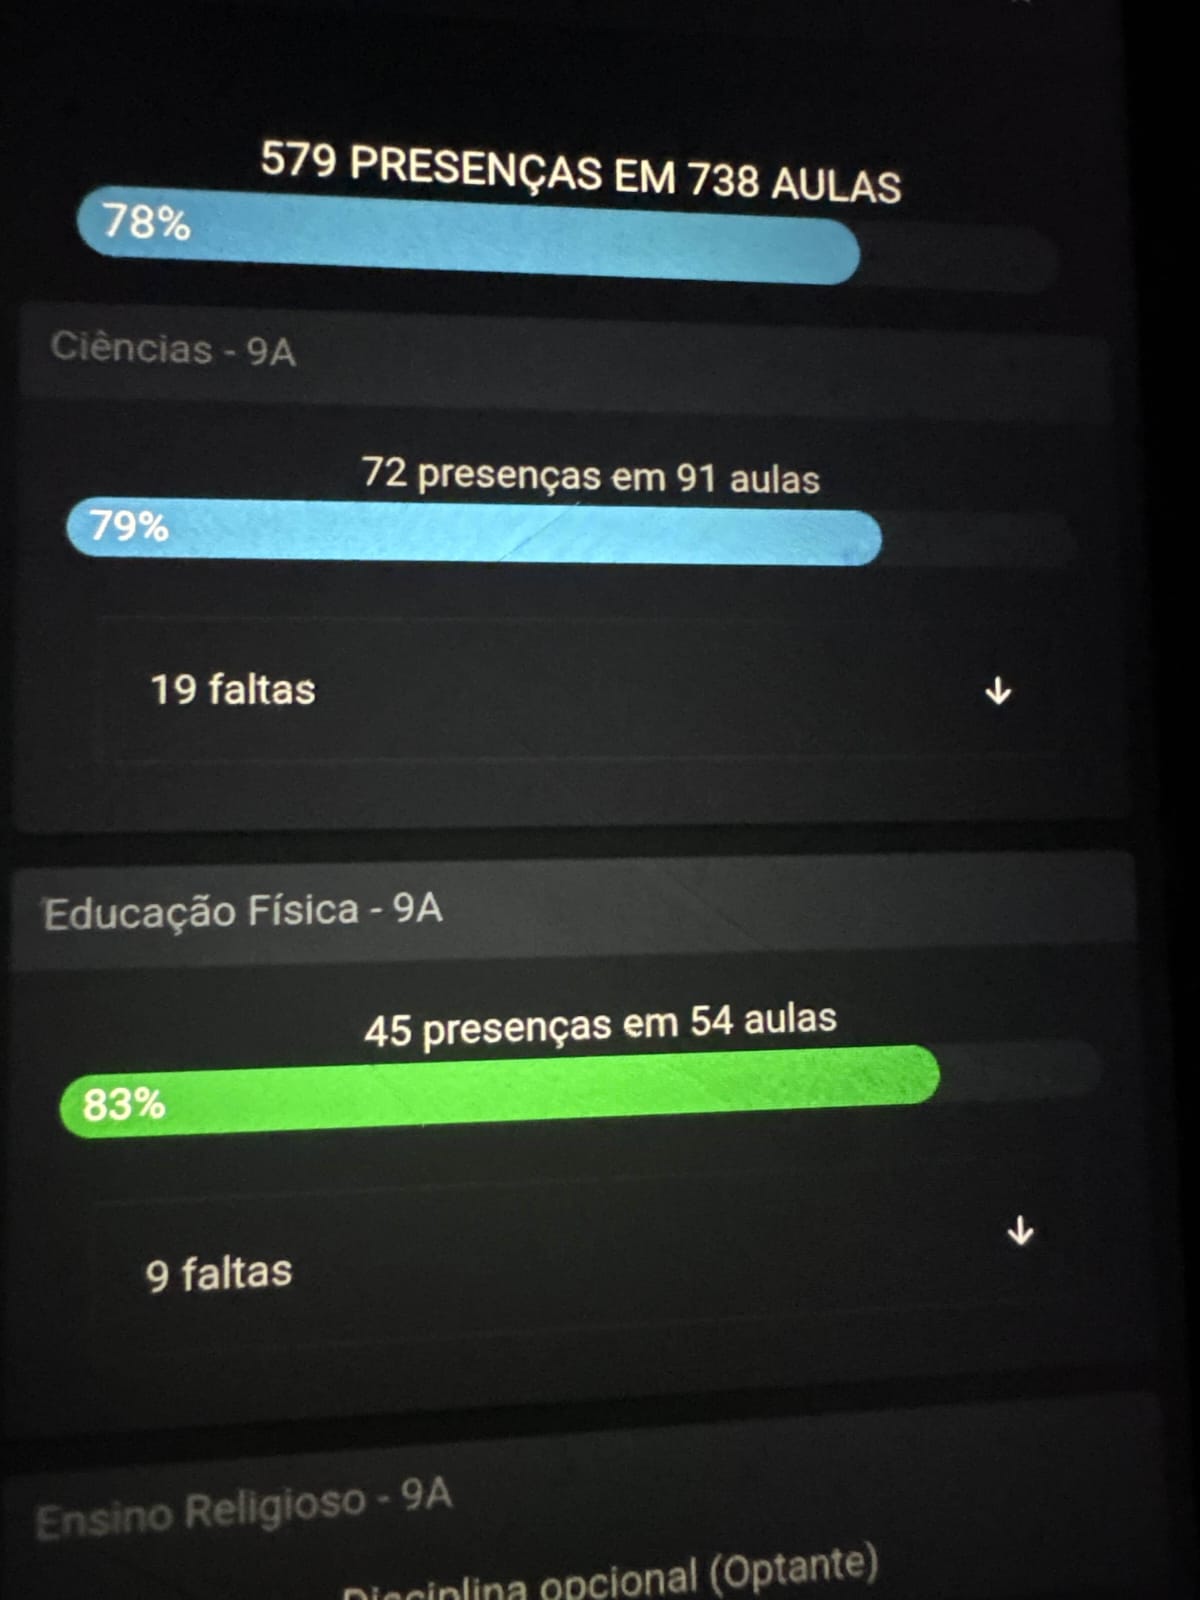 579 PRESENÇAS EM 738 AULAS
78%
Ciências - 9A
72 presenças em 91 aulas
79%
19 faltas
Educação Física - 9A
45 presenças em 54 aulas
83%
9 faltas
Ensino Religioso - 9A
Disciplina opcional (Optante)